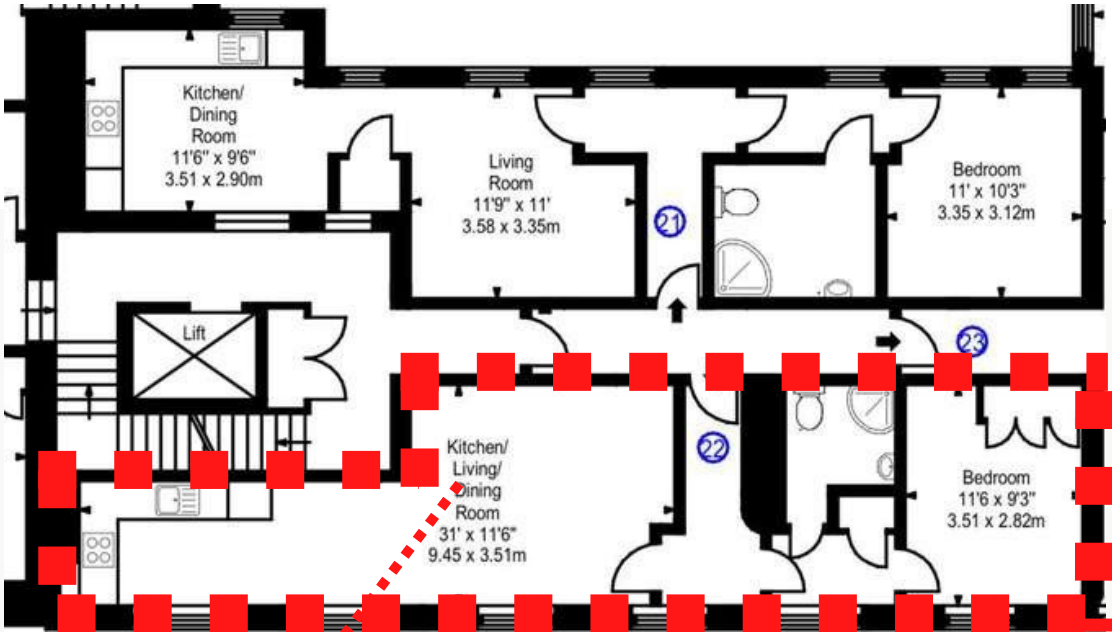 Kitchen/
Dining
Room
11'6" x 9'6"
3.51 x 2.90m
Living
Room
11'9" x 11'
3.58 x 3.35m
Bedroom
11' x 10'3"
3.35 x 3.12m
21
Lift
23
22
Kitchen/
Living/
Dining
Room
31' x 11'6"
9.45 x 3.51m
Bedroom
11'6 x 9'3"
3.51 x 2.82m